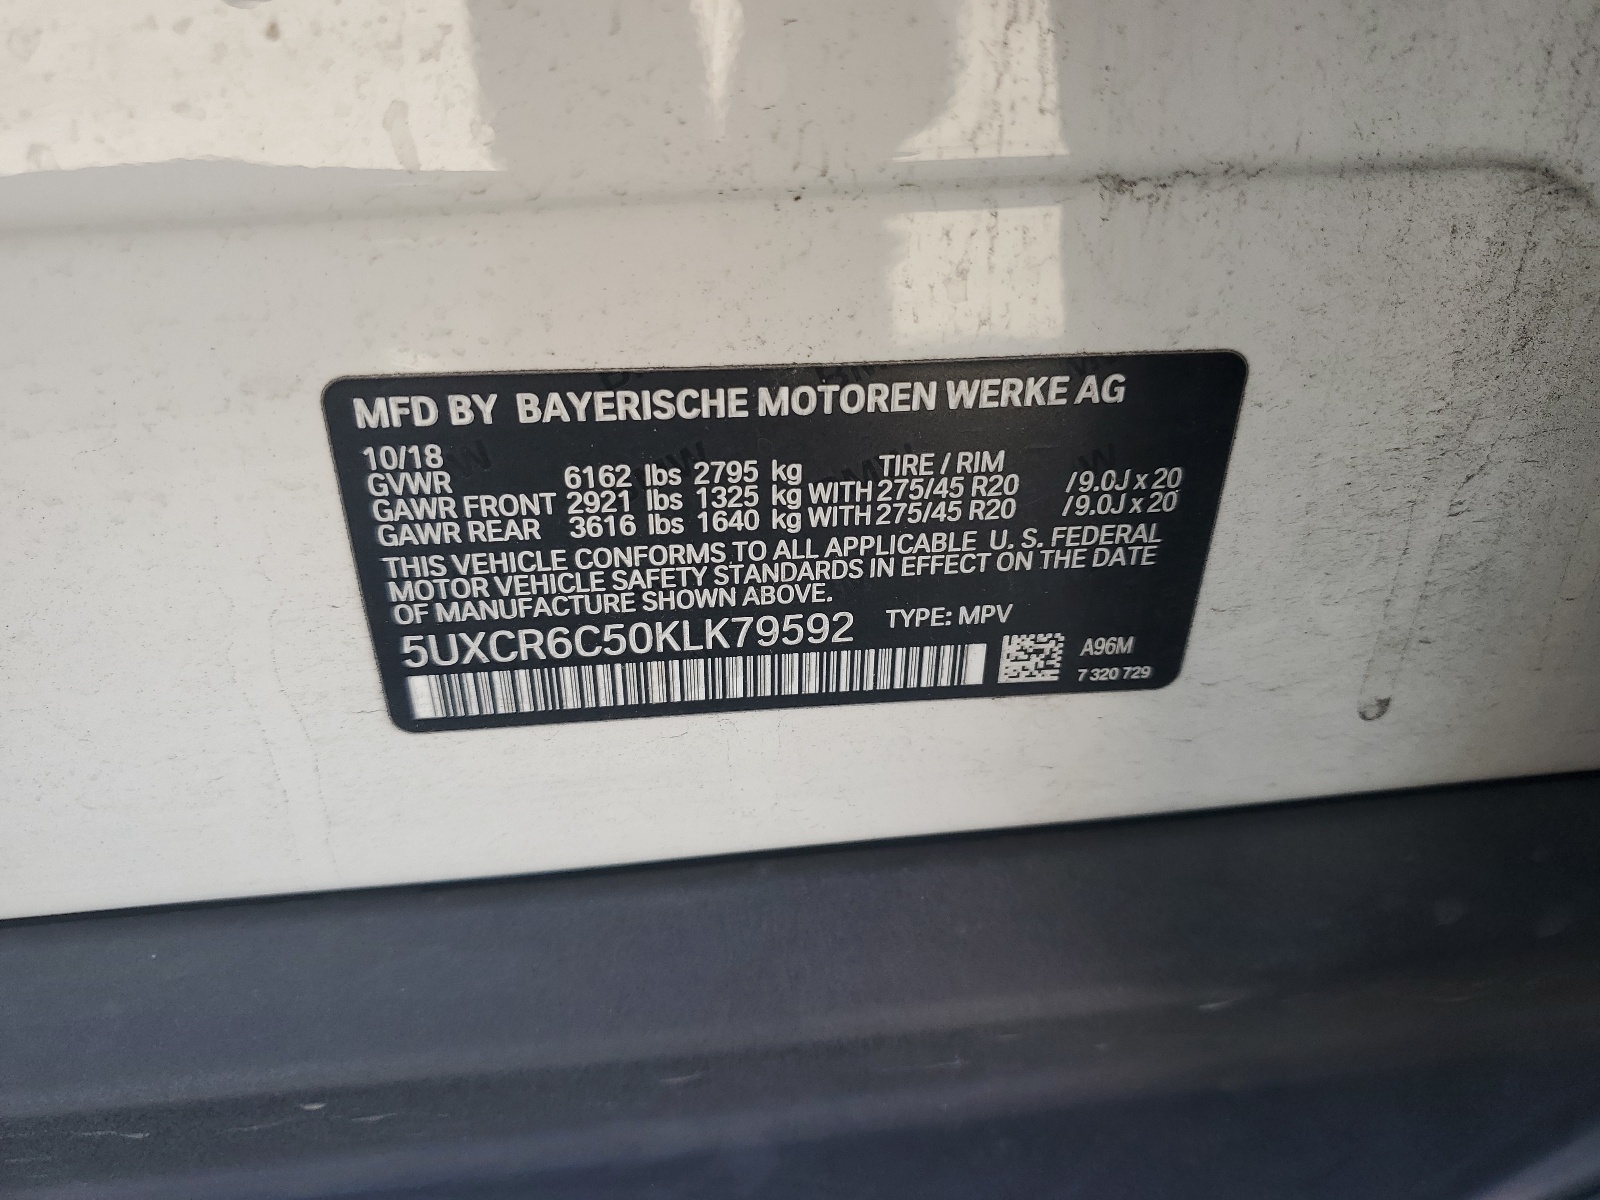 MFD BY BAYERISCHE MOTOREN WERKE AG
10/18 TIRE / RIM
GVWR 6162 lbs 2795 kg
GAWR FRONT 2921 lbs 1325 kg WITH 275/45 R20 /9.0J x 20
GAWR REAR 3616 lbs 1640 kg WITH 275/45 R20 /9.0J x 20
THIS VEHICLE CONFORMS TO ALL APPLICABLE U. S. FEDERAL
MOTOR VEHICLE SAFETY STANDARDS IN EFFECT ON THE DATE
OF MANUFACTURE SHOWN ABOVE.
5UXCR6C50KLK79592 TYPE: MPV
A96M
7 320 729